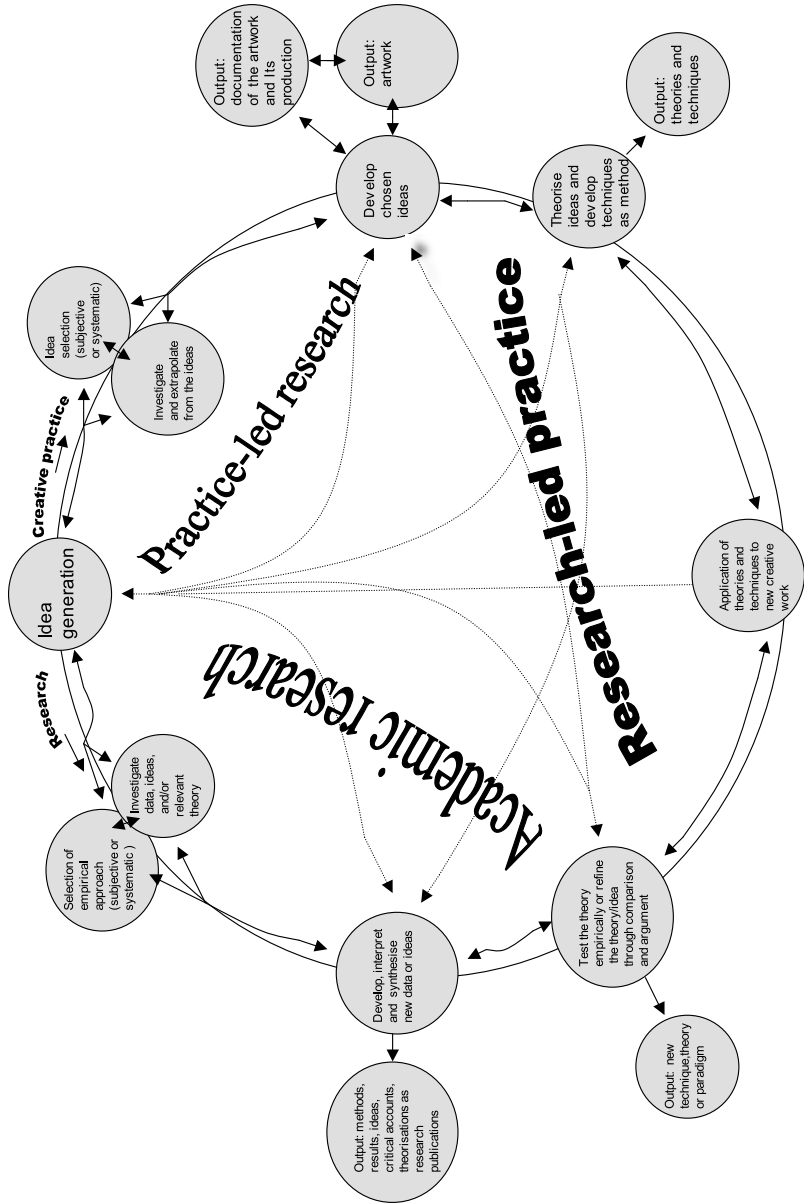 Idea
generation
Creative practice
Idea
selection
(subjective
or systematic)
Investigate
and extrapolate
from the ideas
Develop
chosen
ideas
Output:
documentation
of the artwork
and Its
production
Output:
artwork
Theorise
ideas and
develop
techniques
as method
Output:
theories and
techniques
Application of
theories and
techniques to
new creative
work
Test the theory
empirically or refine
the theory/idea
through comparison
and argument
Output: new
technique,theory
or paradigm
Develop, interpret
and synthesise
new data or ideas
Output: methods,
results, ideas,
critical accounts,
theorisations as
research
publications
Selection of
empirical
approach
(subjective or
systematic )
Investigate
data, ideas,
and/or
relevant
theory
Research
Practice-led research
Academic research
Research-led practice